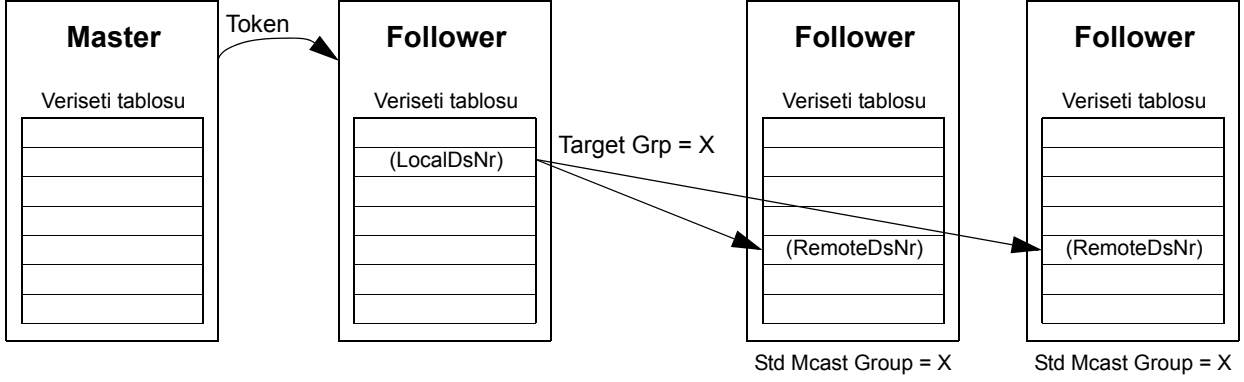 Master
Token
Follower
Follower
Follower
Veriseti tablosu
Veriseti tablosu
Veriseti tablosu
Veriseti tablosu
Target Grp = X
(LocalDsNr)
(RemoteDsNr)
(RemoteDsNr)
Std Mcast Group = X
Std Mcast Group = X